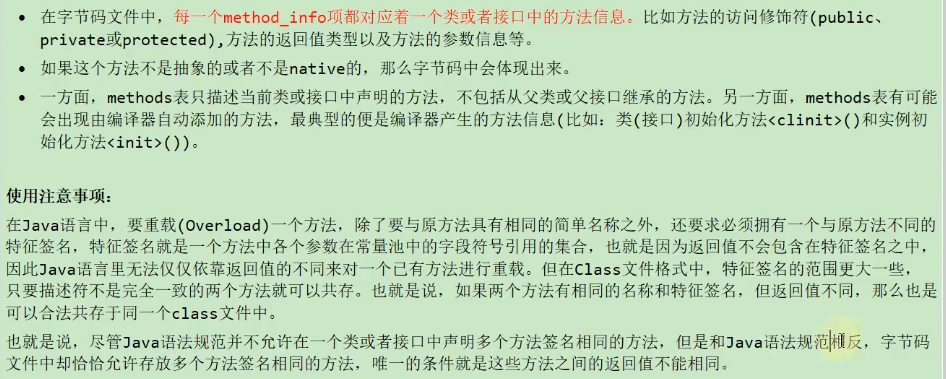 • 在字节码文件中，每一个method_info项都对应着一个类或者接口中的方法信息。比如方法的访问修饰符(public、
private或protected),方法的返回值类型以及方法的参数信息等。
• 如果这个方法不是抽象的或者不是native的，那么字节码中会体现出来。
• 一方面，methods表只描述当前类或接口中声明的方法，不包括从父类或父接口继承的方法。另一方面，methods表有可能
会出现由编译器自动添加的方法，最典型的便是编译器产生的方法信息(比如：类(接口)初始化方法<clinit>()和实例初
始化方法<init>())。
使用注意事项：
在Java语言中，要重载(Overload)一个方法，除了要与原方法具有相同的简单名称之外，还要求必须拥有一个与原方法不同的
特征签名，特征签名就是一个方法中各个参数在常量池中的字段符号引用的集合，也就是因为返回值不会包含在特征签名之中，
因此Java语言里无法仅仅依靠返回值的不同来对一个已有方法进行重载。但在Class文件格式中，特征签名的范围更大一些，
只要描述符不是完全一致的两个方法就可以共存。也就是说，如果两个方法有相同的名称和特征签名，但返回值不同，那么也是
可以合法共存于同一个class文件中。
也就是说，尽管Java语法规范并不允许在一个类或者接口中声明多个方法签名相同的方法，但是和Java语法规范相反，字节码
文件中却恰恰允许存放多个方法签名相同的方法，唯一的条件就是这些方法之间的返回值不能相同。